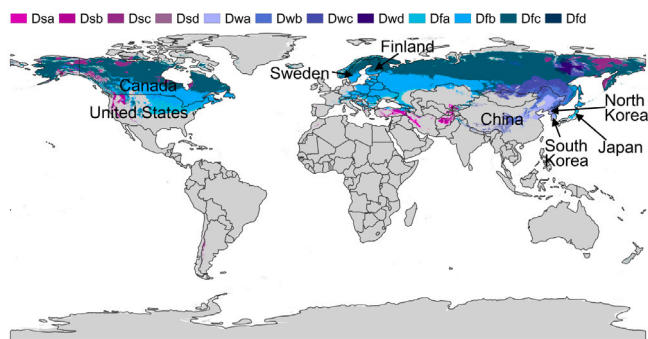 Dsa Dsb Dsc Dsd Dwa Dwb Dwc Dwd Dfa Dfb Dfc Dfd
Finland
Sweden
Canada
United States
China
North
Korea
South
Korea
Japan